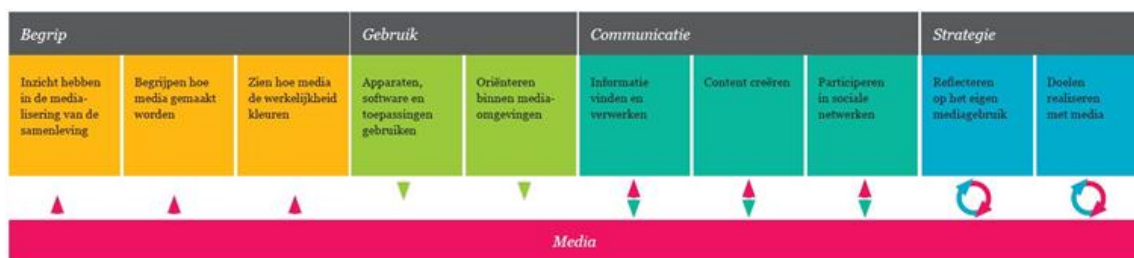 Begrip
Gebruik
Communicatie
Strategie
Inzicht hebben
in de media-
lisering van de
samenleving
Begrijpen hoe
media gemaakt
worden
Zien hoe media
de werkelijkheid
kleuren
Apparaten,
software en
toepassingen
gebruiken
Oriënteren
binnen media-
omgevingen
Informatie
vinden en
verwerken
Content creëren
Participeren
in sociale
netwerken
Reflecteren
op het eigen
mediagebruik
Doelen
realiseren
met media
Media